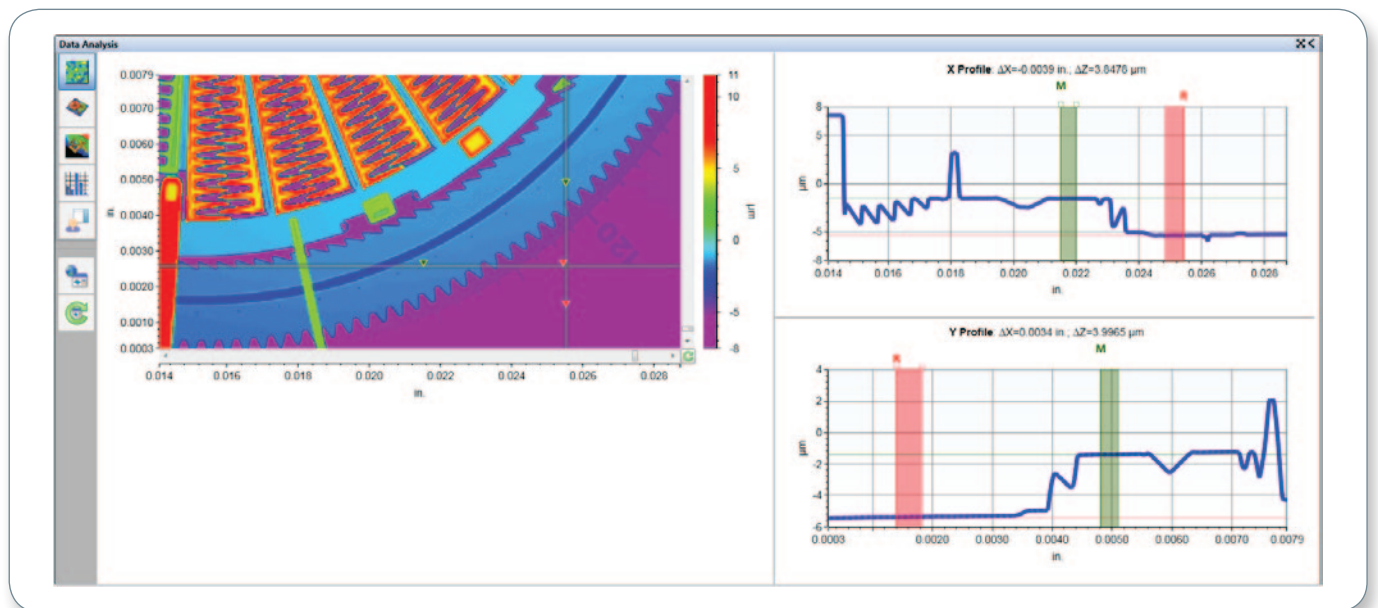 Data Analysis
0.0079
0.0070
0.0060
0.0050
0.0040
0.0030
0.0020
0.0010
0.0003
in.
0.014 0.016 0.018 0.020 0.022 0.024 0.026 0.028
in.
11
10
5
0
-5
-8
µm
120
X Profile: ΔX=-0.0039 in.; ΔZ=3.8476 µm
M
R
8
5
0
-5
-8
µm
0.014 0.016 0.018 0.020 0.022 0.024 0.026 0.028
in.
Y Profile: ΔX=0.0034 in.; ΔZ=3.9965 µm
R
M
4
2
0
-2
-4
-6
µm
0.0003 0.0020 0.0030 0.0040 0.0050 0.0060 0.0070 0.0079
in.